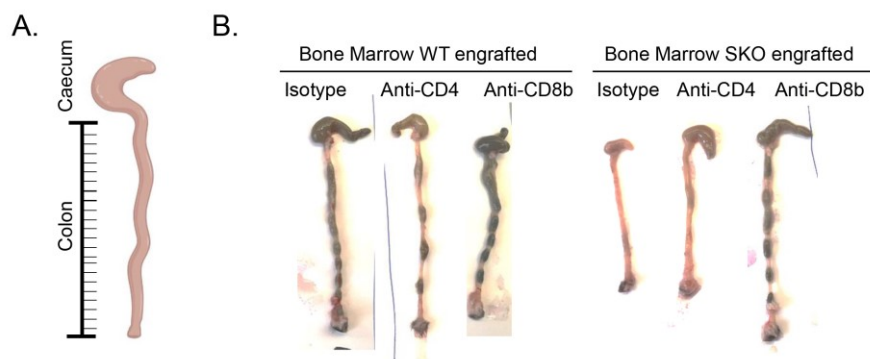 A.
Caecum
Colon
B.
Bone Marrow WT engrafted
Isotype Anti-CD4 Anti-CD8b
Bone Marrow SKO engrafted
Isotype Anti-CD4 Anti-CD8b